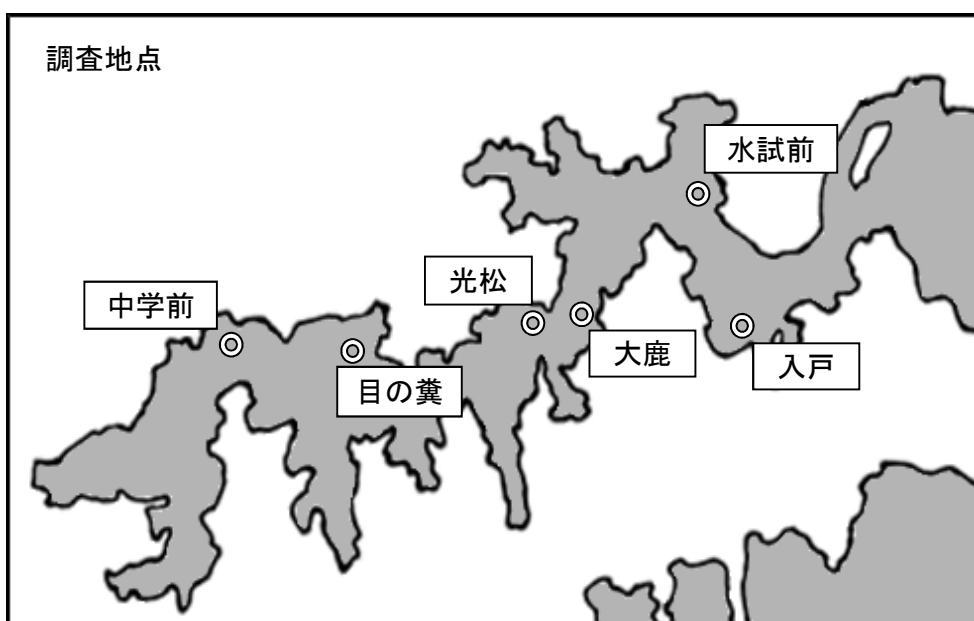 調査地点
水試前
光松
中学前
大鹿
入戸
目の糞